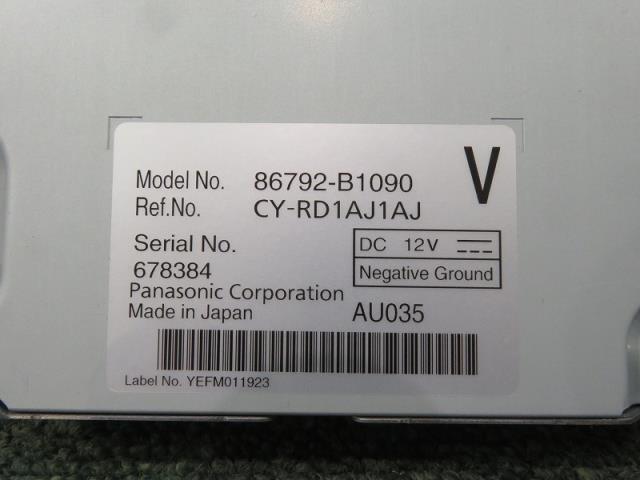 Model No. 86792-B1090 V
Ref.No. CY-RD1AJ1AJ
Serial No. DC 12V
678384 Negative Ground
Panasonic Corporation
Made in Japan AU035
Label No. YEFM011923